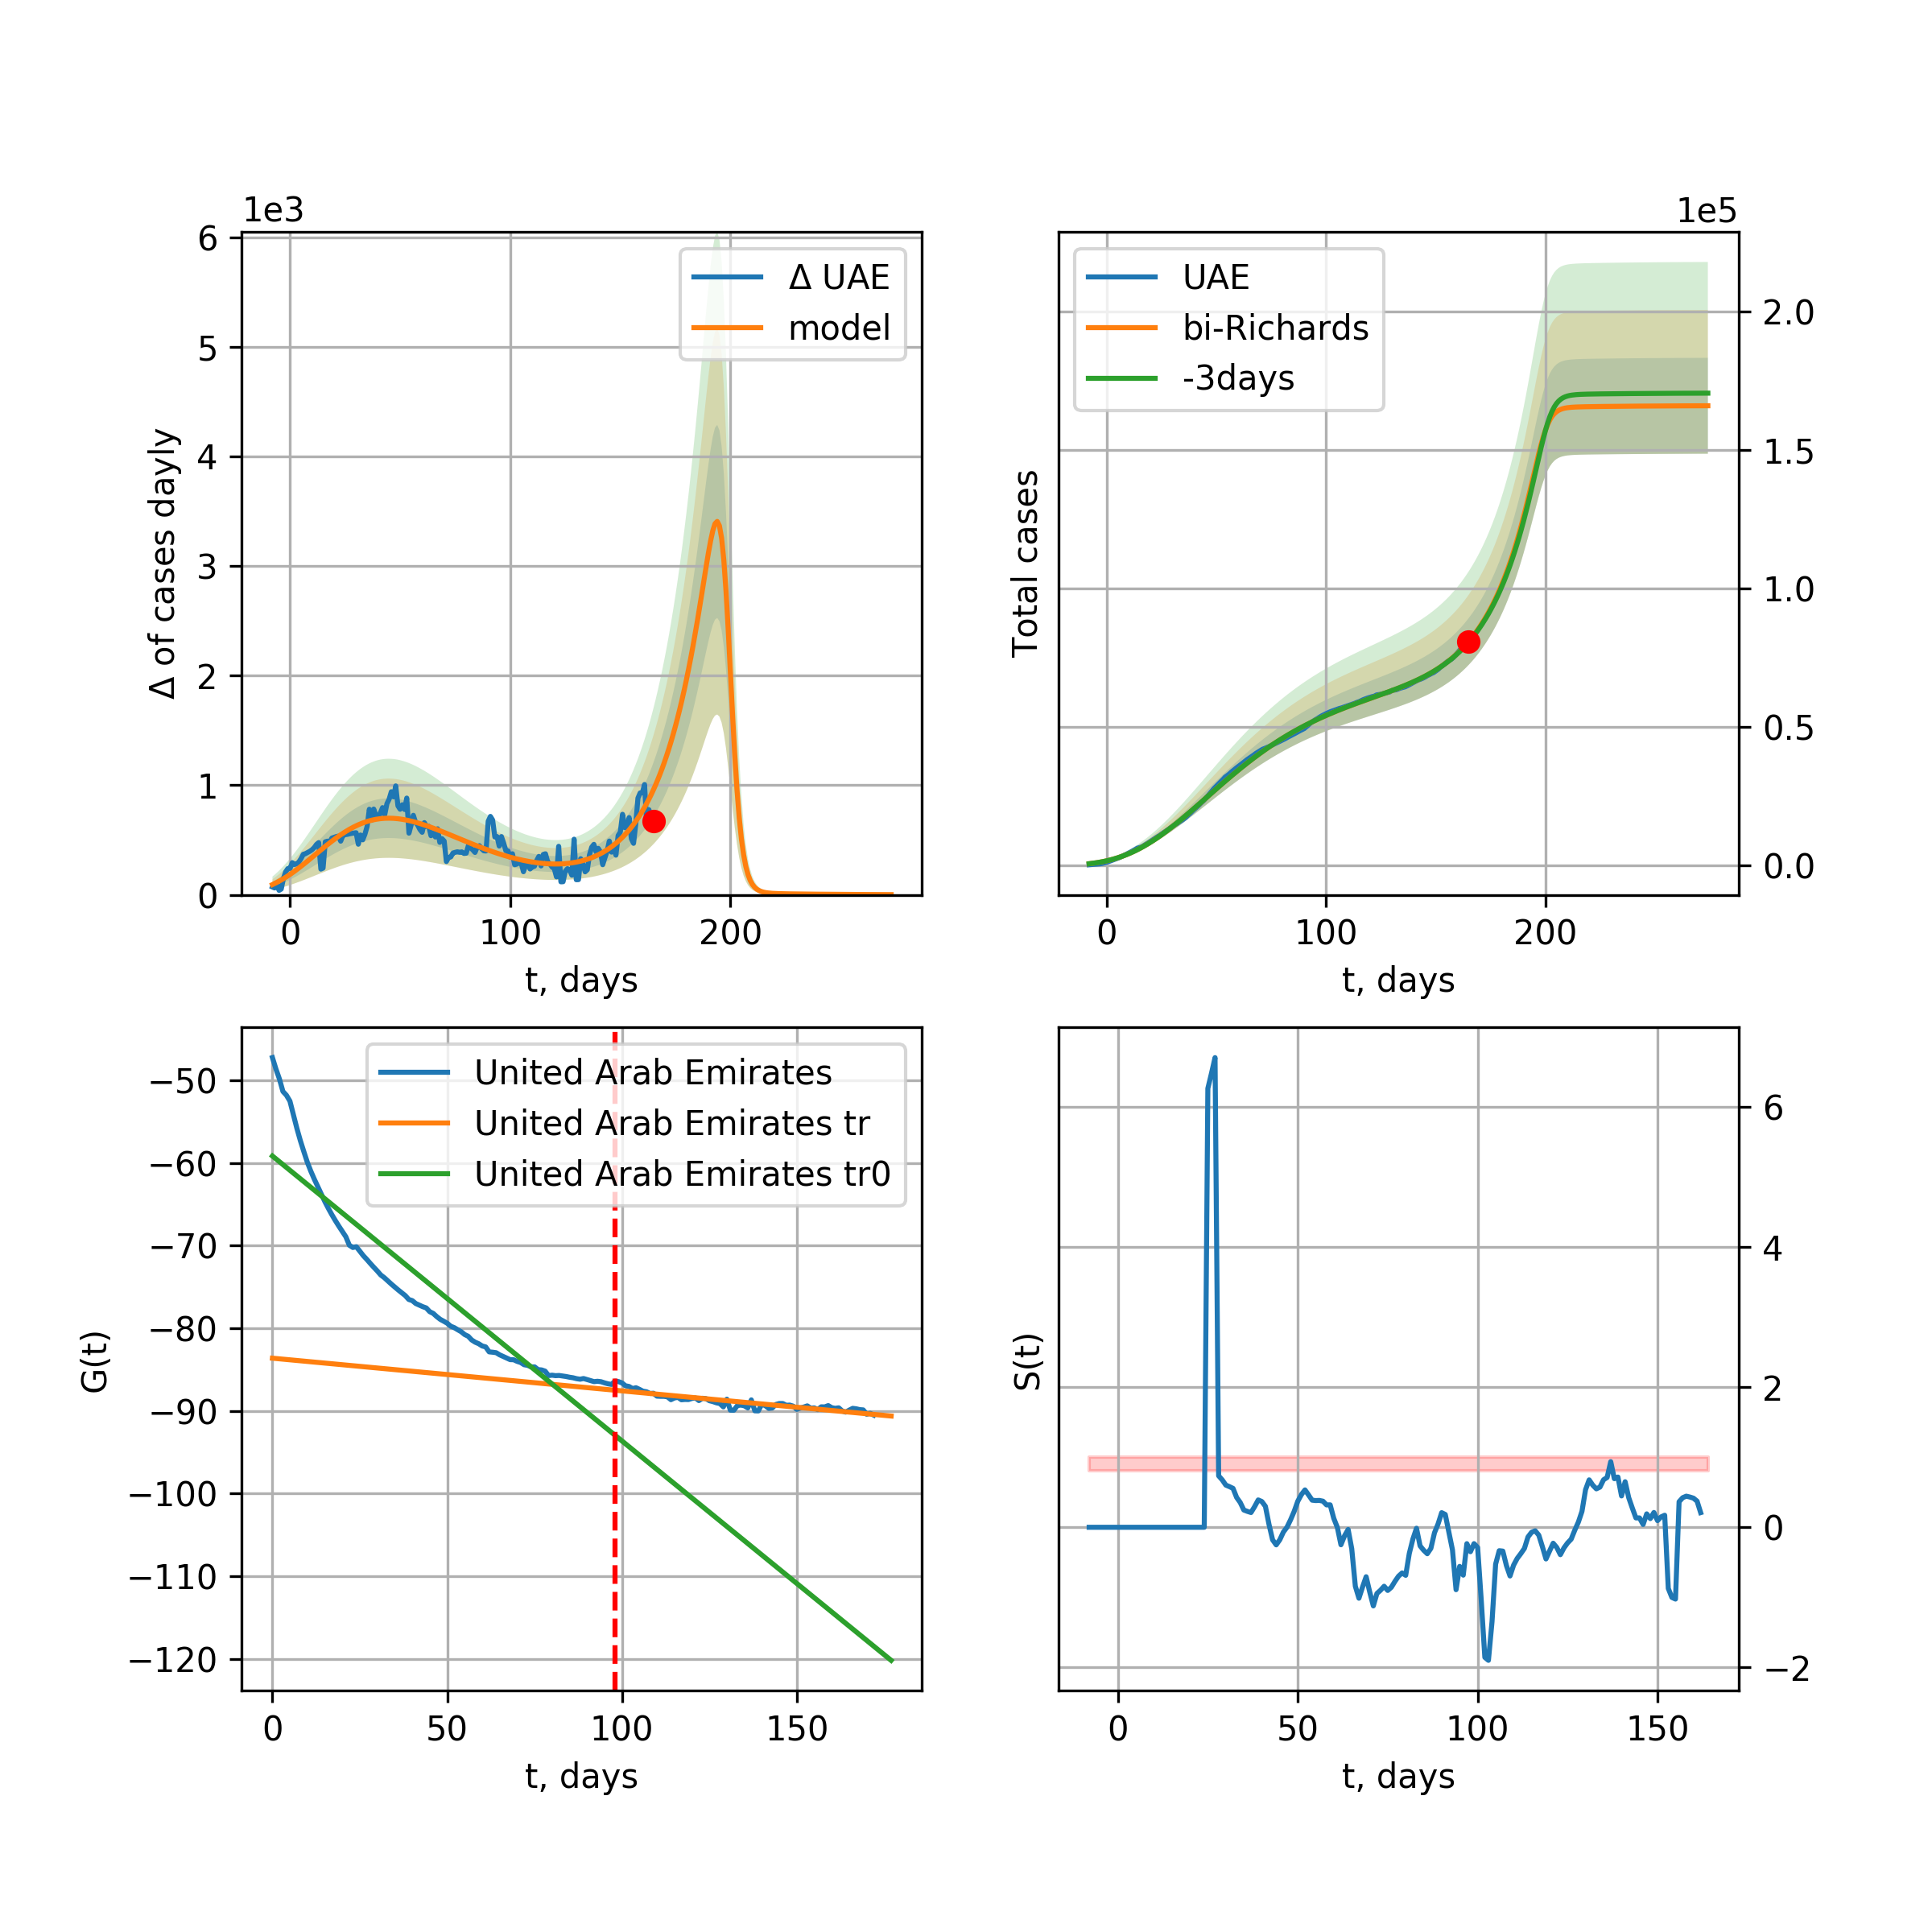 1e3
6
5
4
3
2
1
0
Δ of cases dayly
Δ UAE
model
0 100 200
t, days
1e5
Total cases
UAE
bi-Richards
-3days
2.0
1.5
1.0
0.5
0.0
0 100 200
t, days
G(t)
−50
−60
−70
−80
−90
−100
−110
−120
United Arab Emirates
United Arab Emirates tr
United Arab Emirates tr0
0 50 100 150
t, days
S(t)
6
4
2
0
−2
0 50 100 150
t, days